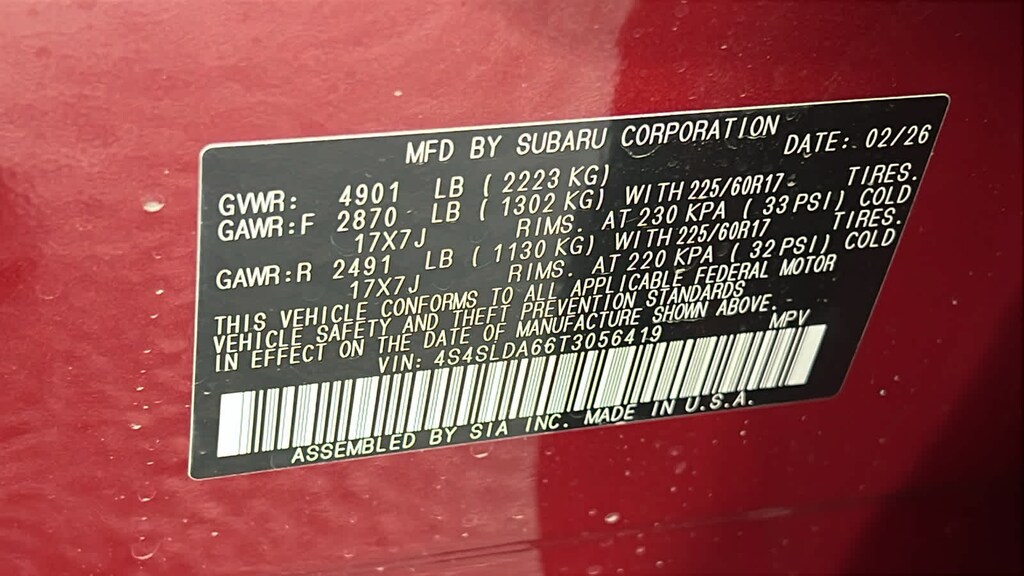 MFD BY SUBARU CORPORATION DATE: 02/26
GVWR: 4901 LB ( 2223 KG)
GAWR:F 2870 LB ( 1302 KG) WITH 225/60R17 TIRES.
17X7J RIMS. AT 230 KPA ( 33 PSI) COLD
GAWR:R 2491 LB ( 1130 KG) WITH 225/60R17 TIRES.
17X7J RIMS. AT 220 KPA ( 32 PSI) COLD
THIS VEHICLE CONFORMS TO ALL APPLICABLE FEDERAL MOTOR
VEHICLE SAFETY AND THEFT PREVENTION STANDARDS
IN EFFECT ON THE DATE OF MANUFACTURE SHOWN ABOVE.
VIN: 4S4SLDA66T3056419 MPV
ASSEMBLED BY SIA INC. MADE IN U.S.A.